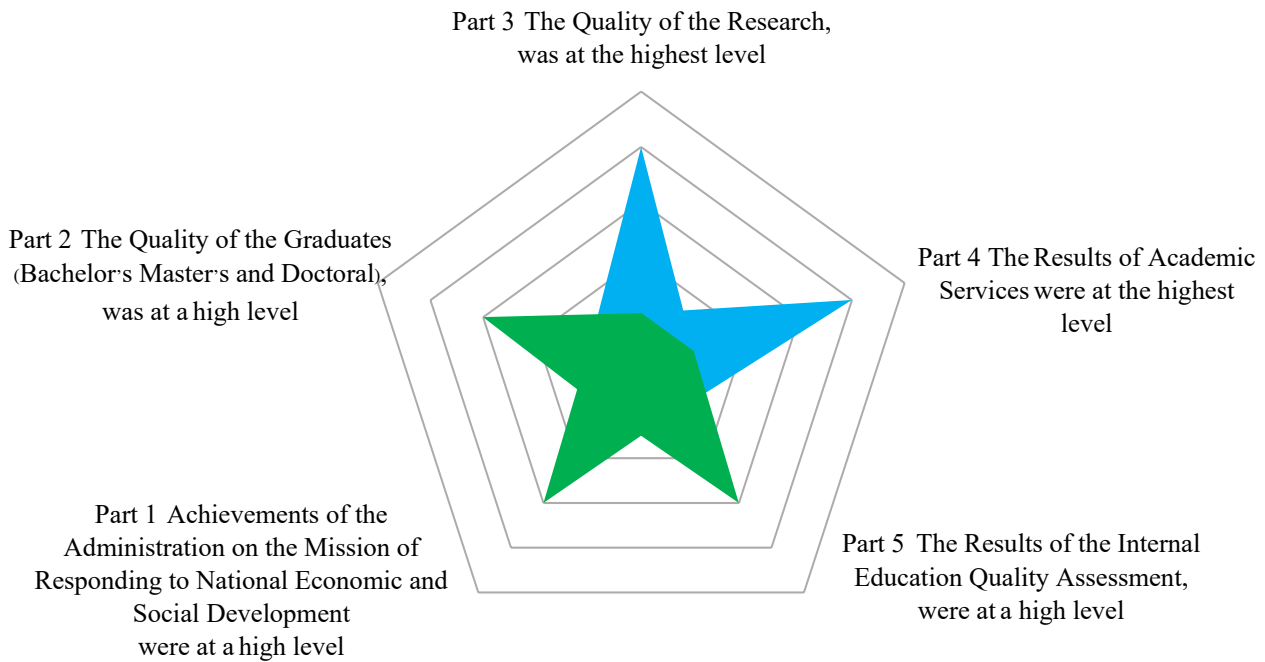 Part 3 The Quality of the Research,
was at the highest level
Part 2 The Quality of the Graduates
(Bachelor's Master's and Doctoral),
was at a high level
Part 4 The Results of Academic
Services were at the highest
level
Part 1 Achievements of the
Administration on the Mission of
Responding to National Economic and
Social Development
were at a high level
Part 5 The Results of the Internal
Education Quality Assessment,
were at a high level